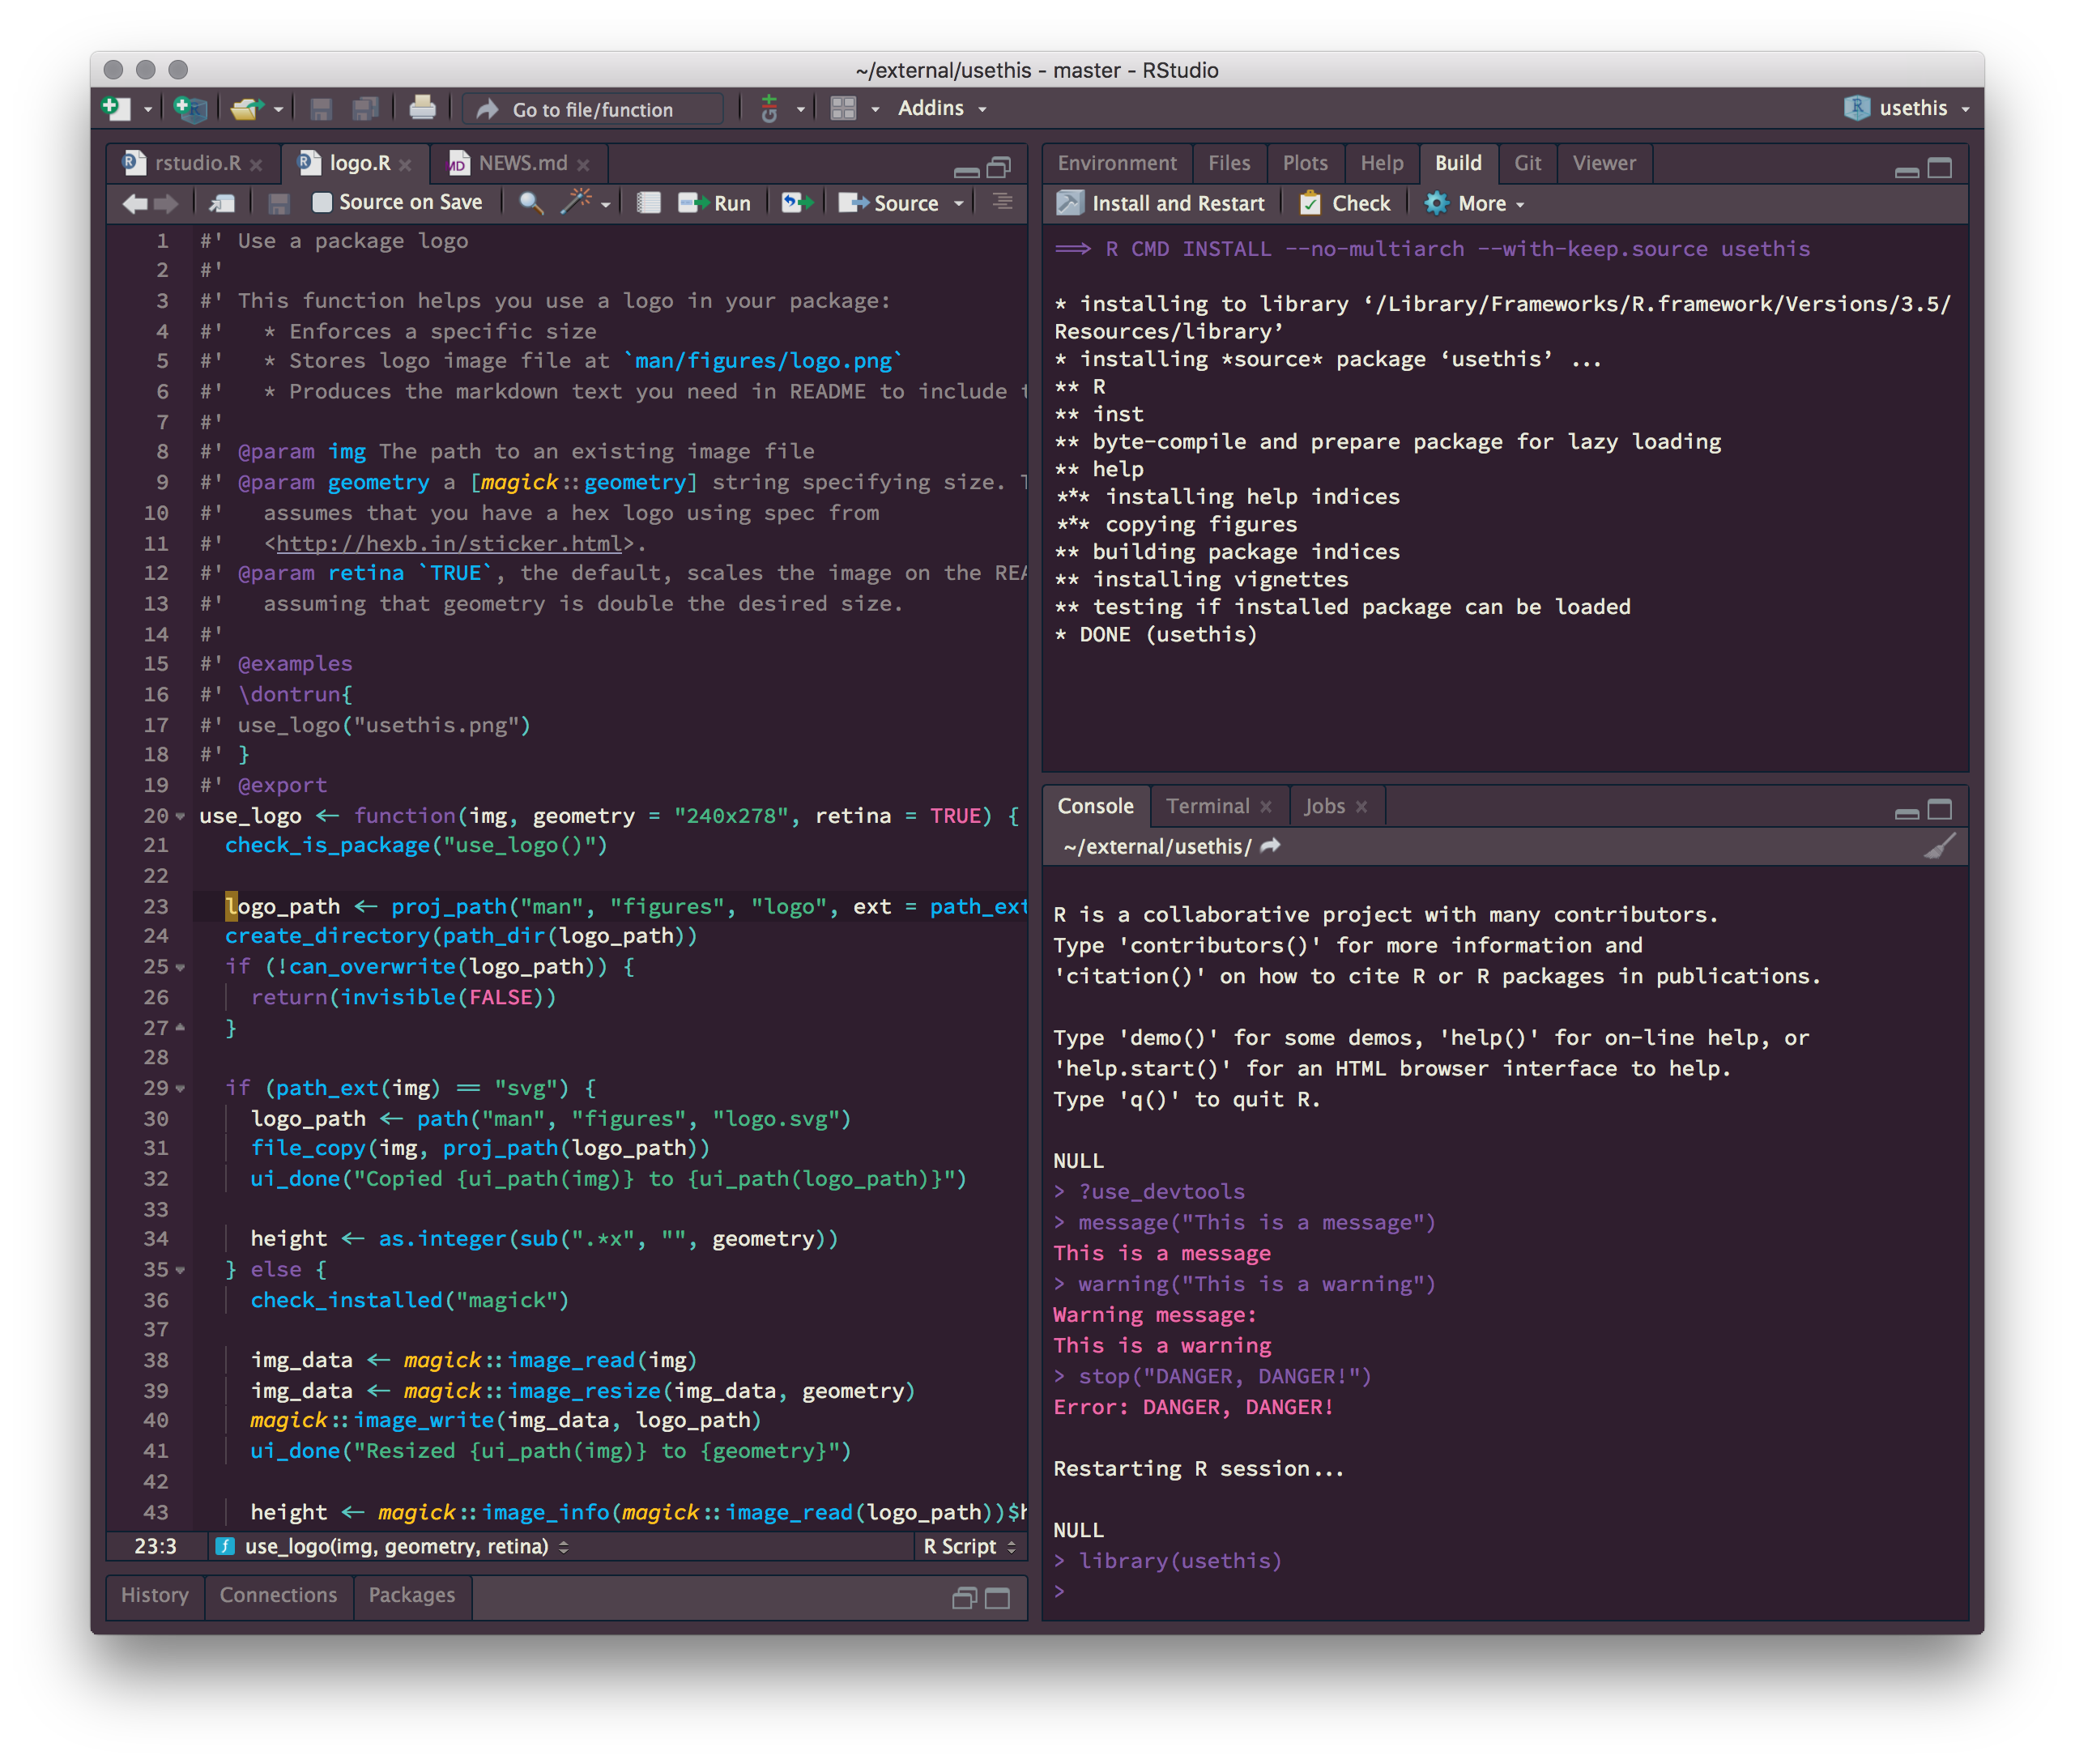 ~/external/usethis - master - RStudio
Go to file/function
Addins
usethis
rstudio.R
logo.R
NEWS.md
Source on Save
Run
Source
1 #' Use a package logo
2 #'
3 #' This function helps you use a logo in your package:
4 #'   * Enforces a specific size
5 #'   * Stores logo image file at `man/figures/logo.png`
6 #'   * Produces the markdown text you need in README to include
7 #'
8 #' @param img The path to an existing image file
9 #' @param geometry a [magick::geometry] string specifying size. T
10 #'   assumes that you have a hex logo using spec from
11 #'   <http://hexb.in/sticker.html>.
12 #' @param retina `TRUE`, the default, scales the image on the REA
13 #'   assuming that geometry is double the desired size.
14 #'
15 #' @examples
16 #' \dontrun{
17 #' use_logo("usethis.png")
18 #' }
19 #' @export
20 use_logo <- function(img, geometry = "240x278", retina = TRUE) {
21   check_is_package("use_logo()")
22
23   logo_path <- proj_path("man", "figures", "logo", ext = path_ext
24   create_directory(path_dir(logo_path))
25   if (!can_overwrite(logo_path)) {
26     return(invisible(FALSE))
27   }
28
29   if (path_ext(img) == "svg") {
30     logo_path <- path("man", "figures", "logo.svg")
31     file_copy(img, proj_path(logo_path))
32     ui_done("Copied {ui_path(img)} to {ui_path(logo_path)}")
33
34     height <- as.integer(sub(".*x", "", geometry))
35   } else {
36     check_installed("magick")
37
38     img_data <- magick::image_read(img)
39     img_data <- magick::image_resize(img_data, geometry)
40     magick::image_write(img_data, logo_path)
41     ui_done("Resized {ui_path(img)} to {geometry}")
42
43     height <- magick::image_info(magick::image_read(logo_path))$h
23:3
use_logo(img, geometry, retina)
R Script
History
Connections
Packages
Environment
Files
Plots
Help
Build
Git
Viewer
Install and Restart
Check
More
==> R CMD INSTALL --no-multiarch --with-keep.source usethis
* installing to library ‘/Library/Frameworks/R.framework/Versions/3.5/
Resources/library’
* installing *source* package ‘usethis’ ...
** R
** inst
** byte-compile and prepare package for lazy loading
** help
*** installing help indices
*** copying figures
** building package indices
** installing vignettes
** testing if installed package can be loaded
* DONE (usethis)
Console
Terminal
Jobs
~/external/usethis/
R is a collaborative project with many contributors.
Type 'contributors()' for more information and
'citation()' on how to cite R or R packages in publications.
Type 'demo()' for some demos, 'help()' for on-line help, or
'help.start()' for an HTML browser interface to help.
Type 'q()' to quit R.
NULL
> ?use_devtools
> message("This is a message")
This is a message
> warning("This is a warning")
Warning message:
This is a warning
> stop("DANGER, DANGER!")
Error: DANGER, DANGER!
Restarting R session...
NULL
> library(usethis)
>